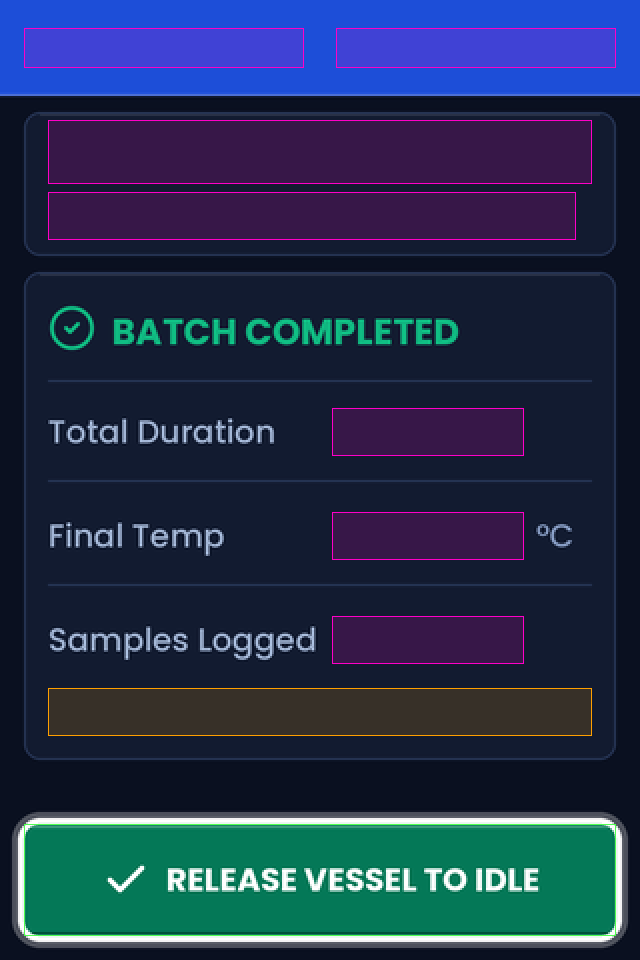 BATCH COMPLETED
Total Duration
Final Temp ºC
Samples Logged
RELEASE VESSEL TO IDLE